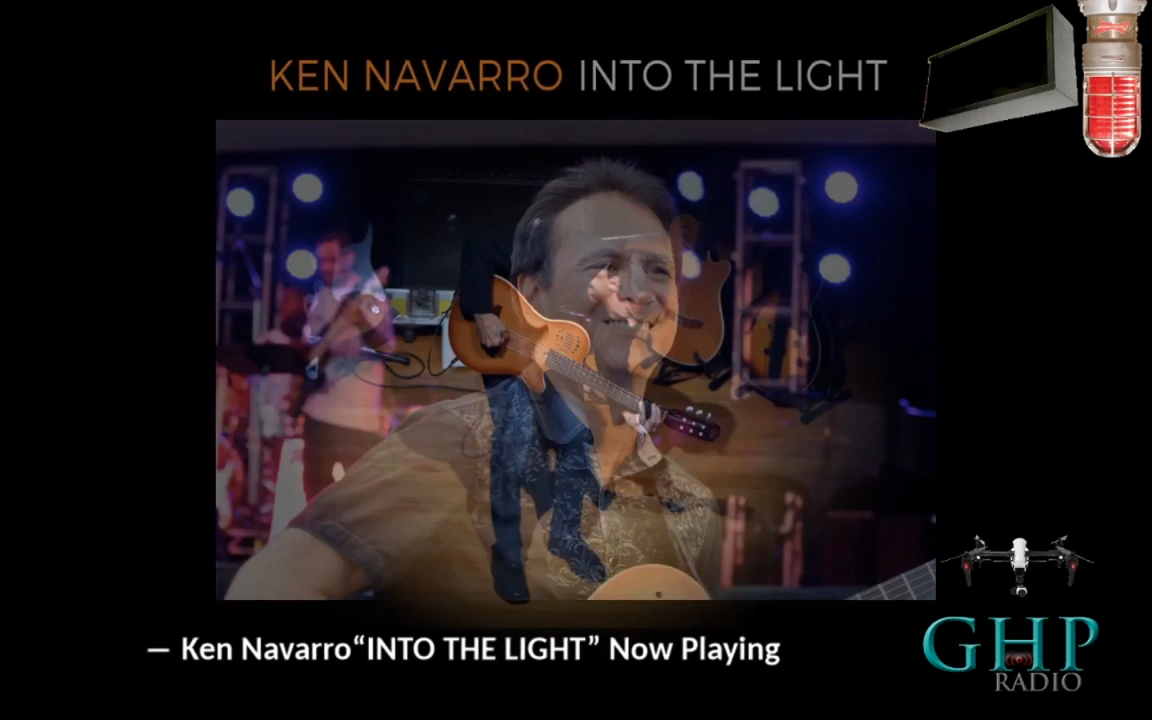 KEN NAVARRO INTO THE LIGHT
— Ken Navarro“INTO THE LIGHT” Now Playing
GHP
RADIO